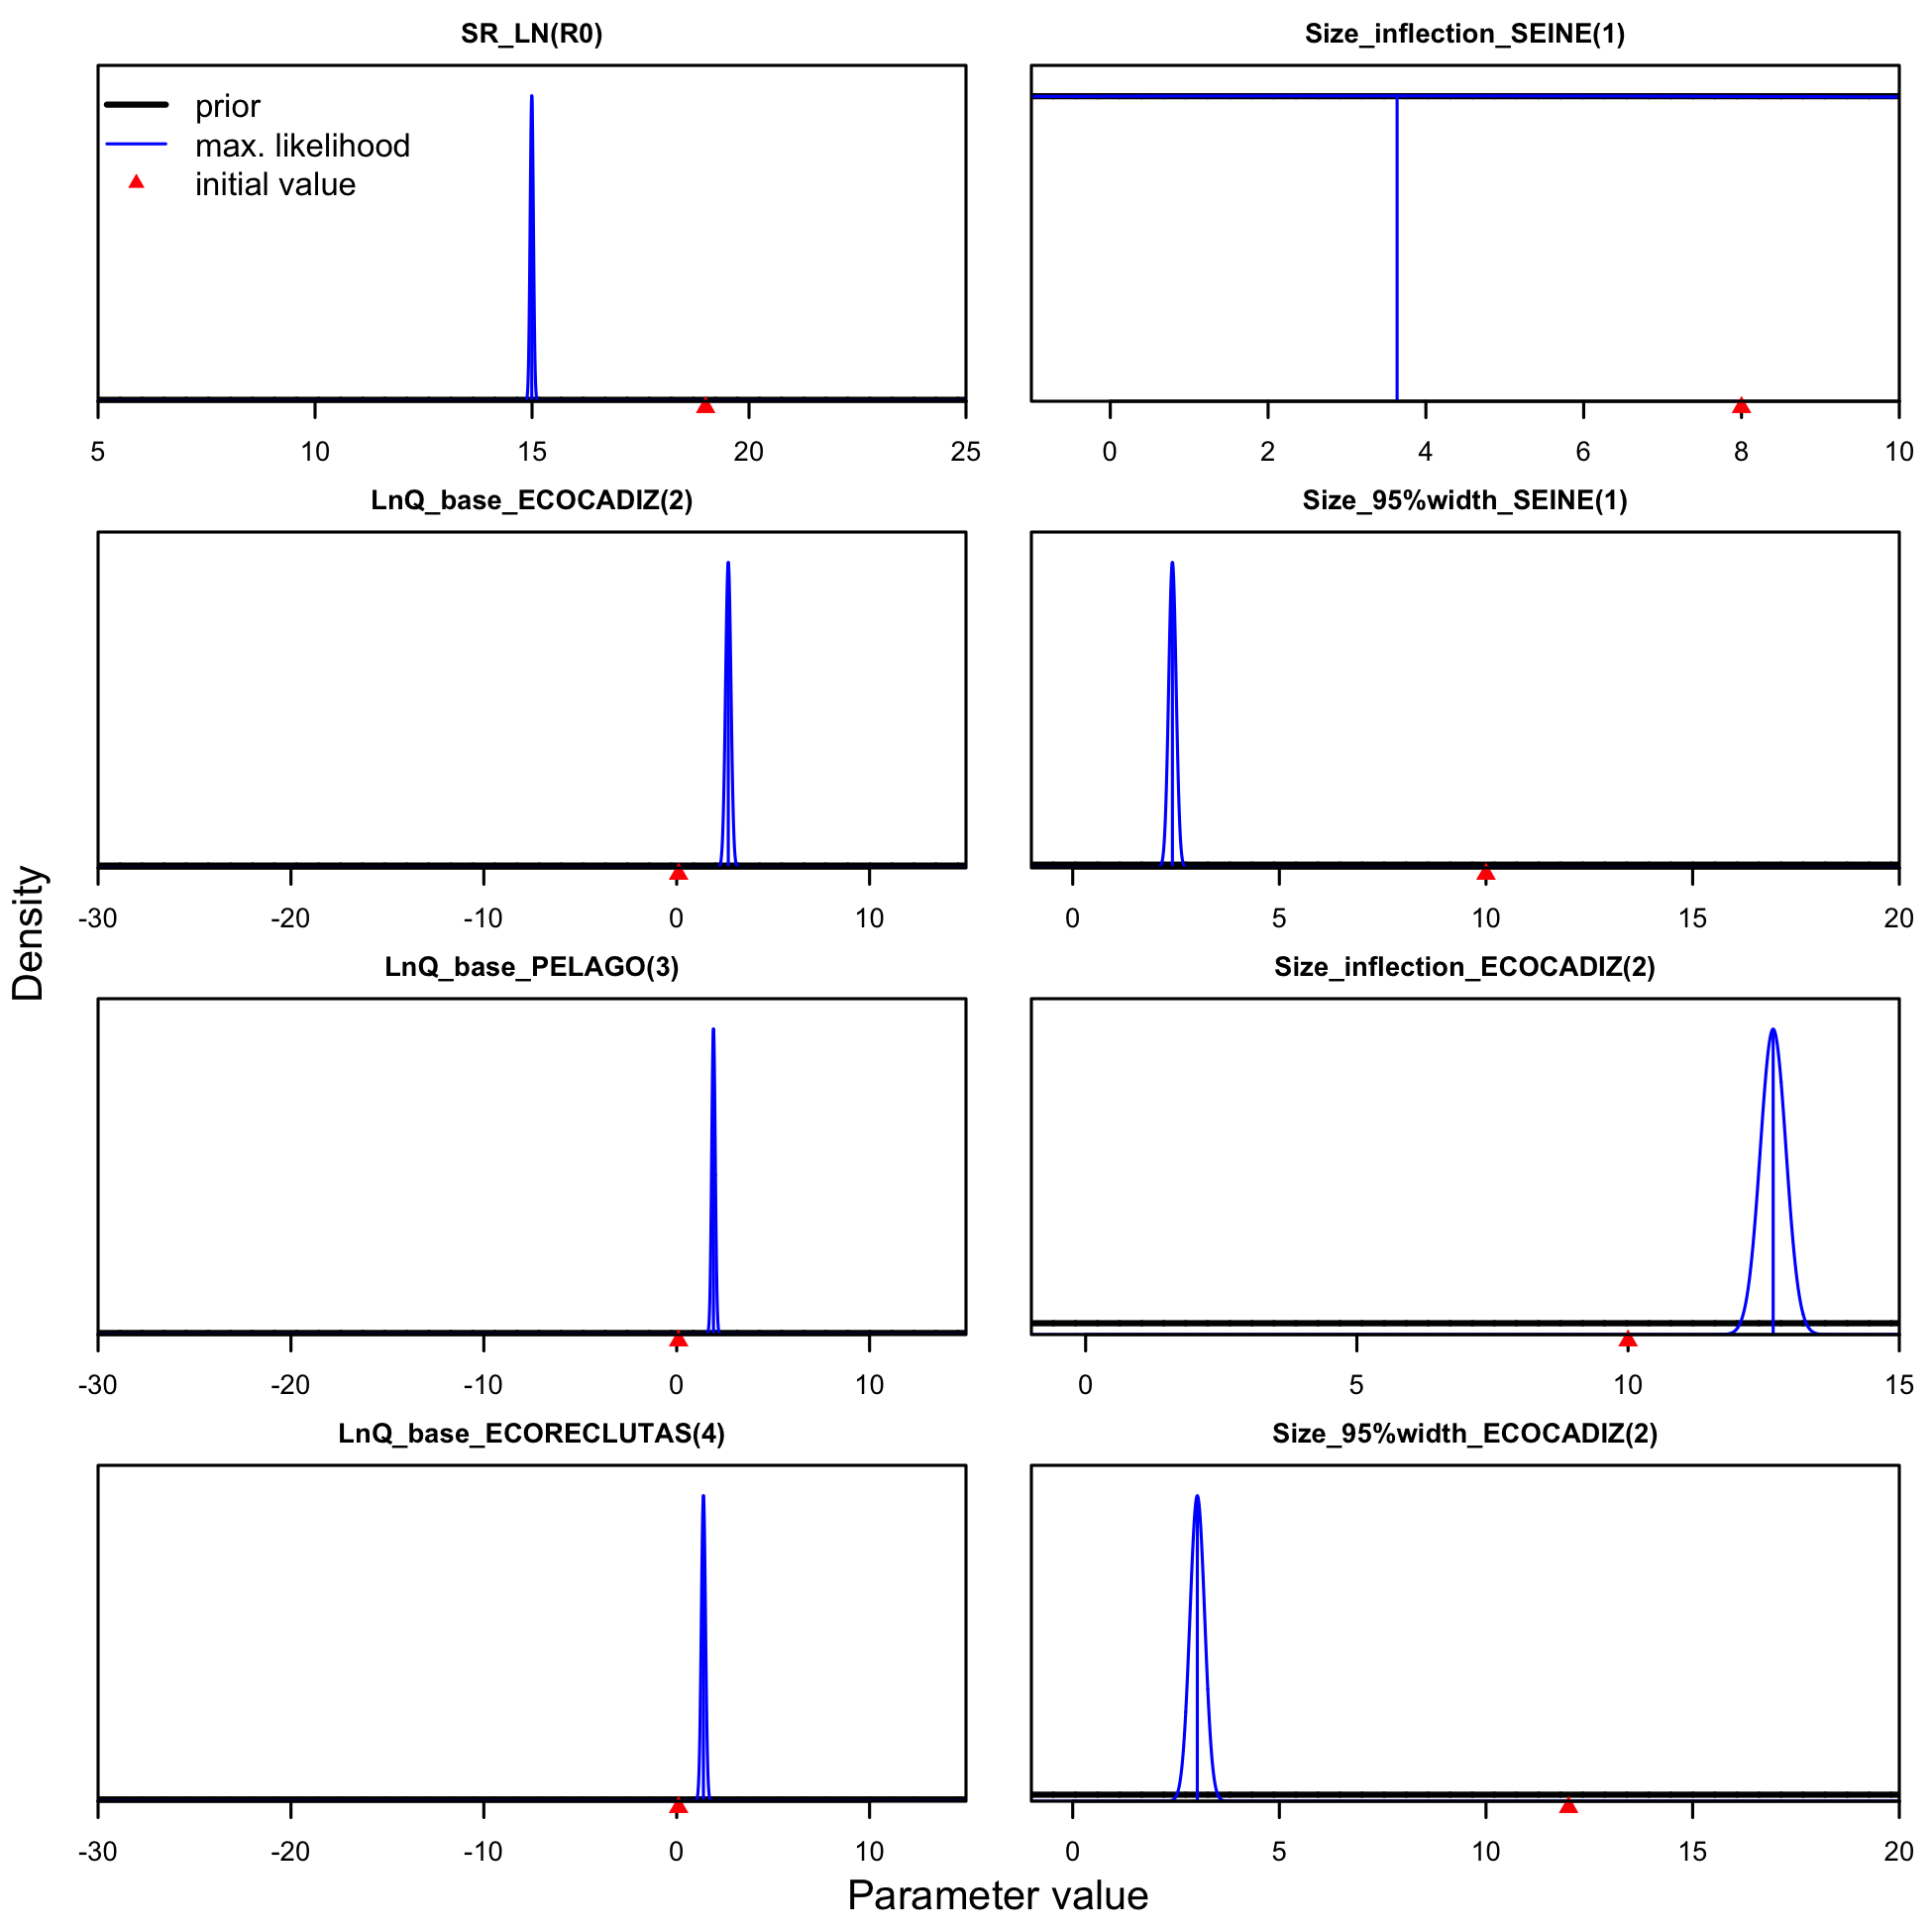 SR_LN(R0)
prior
max. likelihood
initial value
5 10 15 20 25
Size_inflection_SEINE(1)
0 2 4 6 8 10
LnQ_base_ECOCADIZ(2)
-30 -20 -10 0 10
Size_95%width_SEINE(1)
0 5 10 15 20
LnQ_base_PELAGO(3)
-30 -20 -10 0 10
Size_inflection_ECOCADIZ(2)
0 5 10 15
LnQ_base_ECORECLUTAS(4)
-30 -20 -10 0 10
Size_95%width_ECOCADIZ(2)
0 5 10 15 20
Density
Parameter value